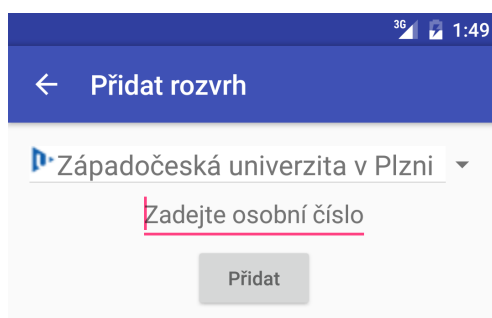 3G 1:49
Přidat rozvrh
Západočeská univerzita v Plzni
Zadejte osobní číslo
Přidat